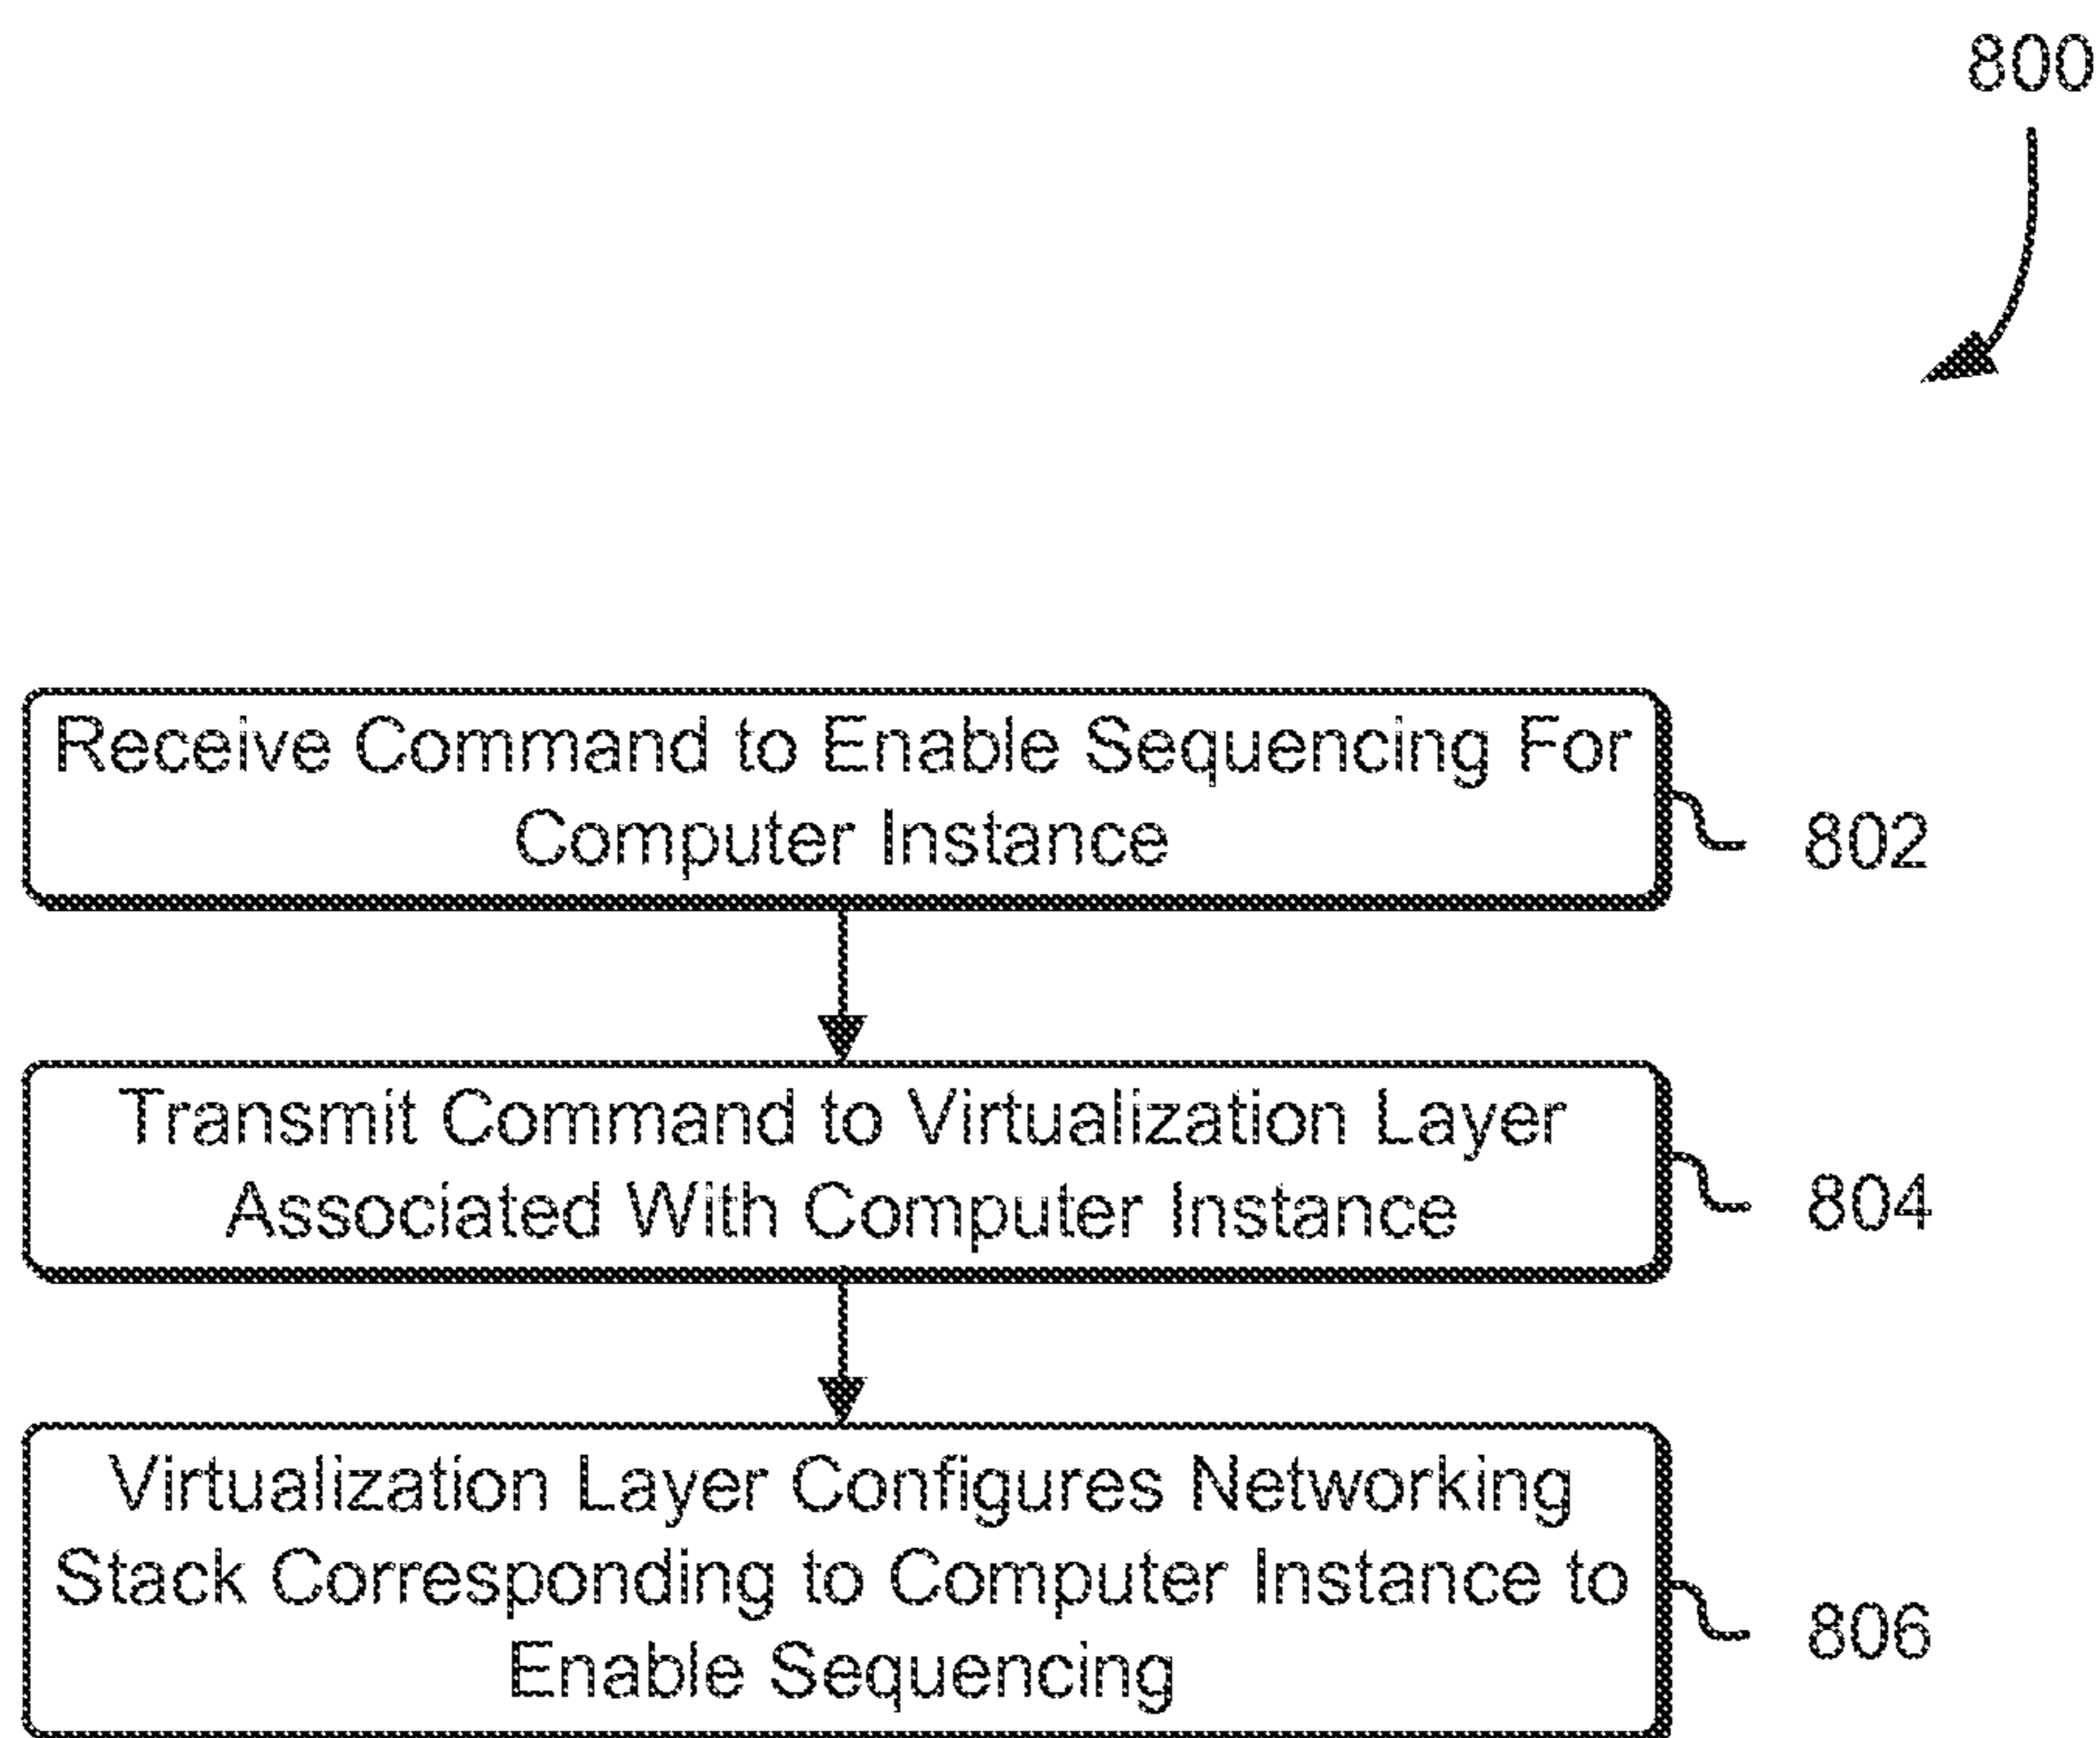 800
Receive Command to Enable Sequencing For
Computer Instance
802
Transmit Command to Virtualization Layer
Associated With Computer Instance
804
Virtualization Layer Configures Networking
Stack Corresponding to Computer Instance to
Enable Sequencing
806